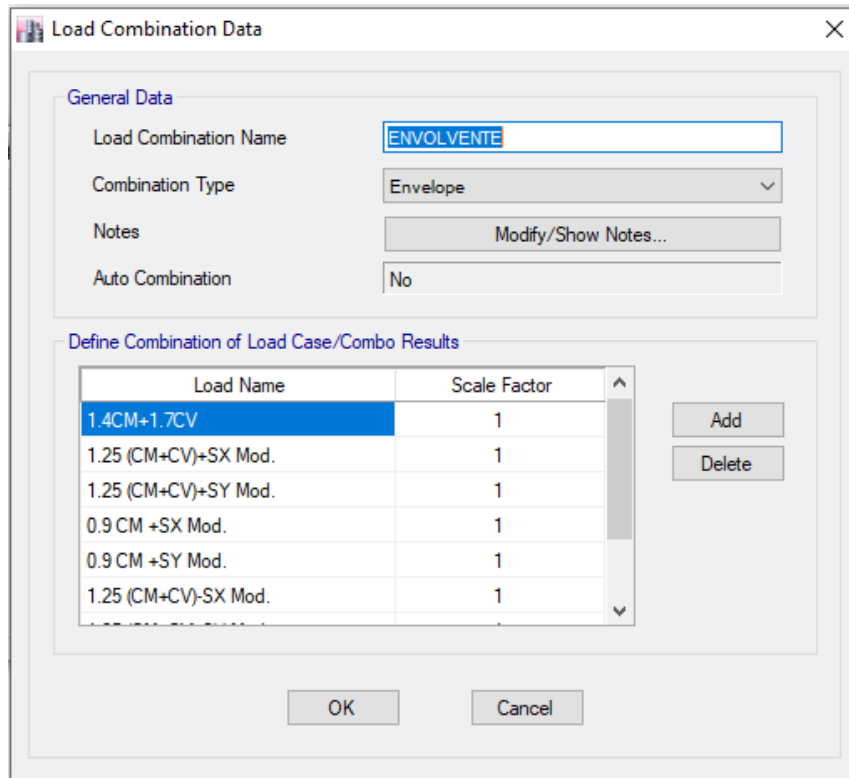 Load Combination Data
General Data
Load Combination Name ENVOLVENTE
Combination Type Envelope
Notes Modify/Show Notes...
Auto Combination No
Define Combination of Load Case/Combo Results
Load Name Scale Factor
1.4CM+1.7CV 1
Add
1.25 (CM+CV)+SX Mod. 1
Delete
1.25 (CM+CV)+SY Mod. 1
0.9 CM +SX Mod. 1
0.9 CM +SY Mod. 1
1.25 (CM+CV)-SX Mod. 1
OK Cancel